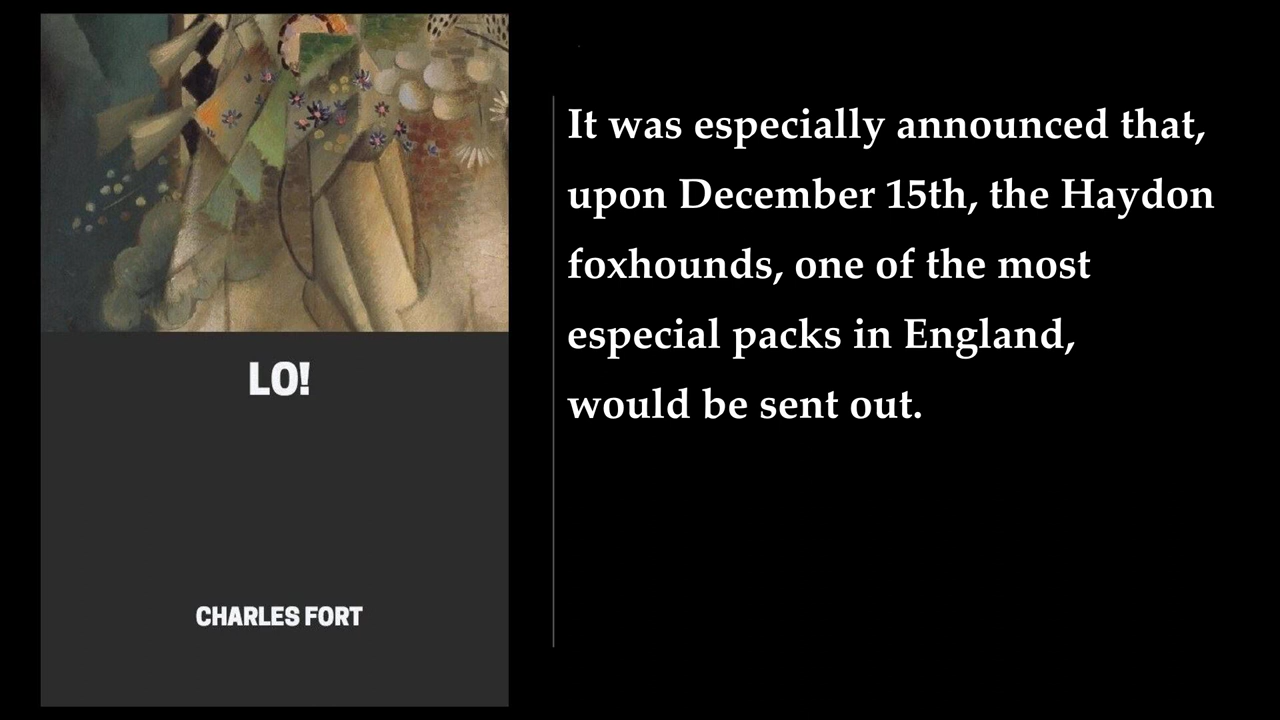 LO!
CHARLES FORT
It was especially announced that,
upon December 15th, the Haydon
foxhounds, one of the most
especial packs in England,
would be sent out.